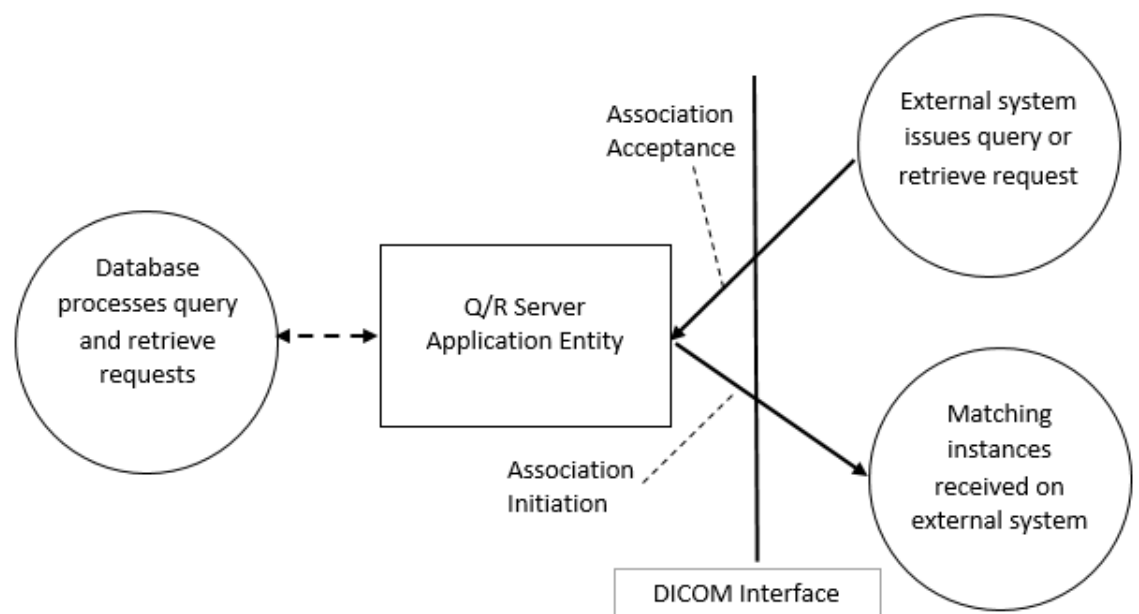 Association
Acceptance
External system
issues query or
retrieve request
Database
processes query
and retrieve
requests
Q/R Server
Application Entity
Association
Initiation
Matching
instances
received on
external system
DICOM Interface